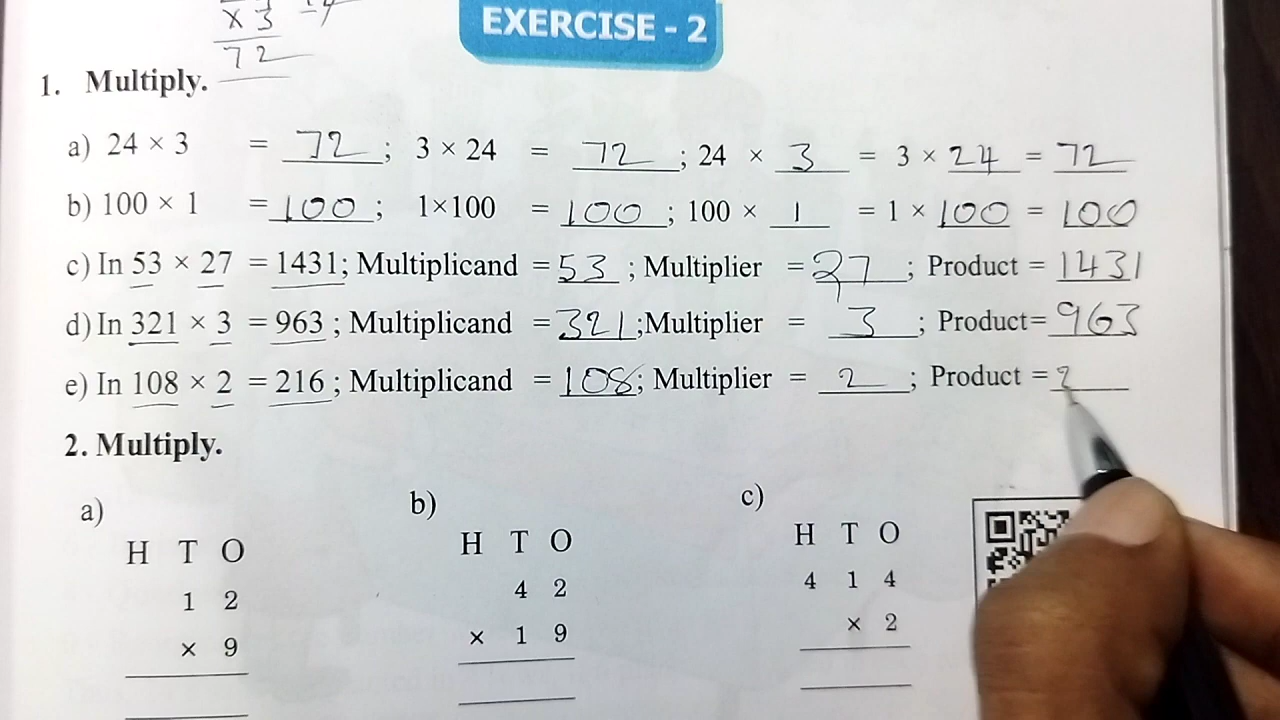 × 3
72
EXERCISE - 2
1. Multiply.
a) 24 × 3 = 72 ; 3 × 24 = 72 ; 24 × 3 = 3 × 24 = 72
b) 100 × 1 = 100 ; 1×100 = 100 ; 100 × 1 = 1 × 100 = 100
c) In 53 × 27 = 1431; Multiplicand = 53 ; Multiplier = 27 ; Product = 1431
d) In 321 × 3 = 963 ; Multiplicand = 321 ;Multiplier = 3 ; Product= 963
e) In 108 × 2 = 216 ; Multiplicand = 108 ; Multiplier = 2 ; Product = 2
2. Multiply.
a) b) c)
H T O H T O H T O
1 2 4 2 4 1 4
× 9 × 1 9 × 2